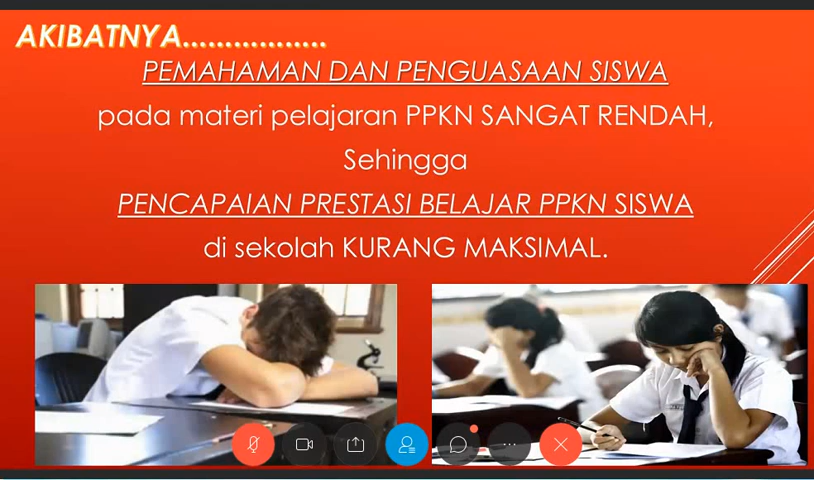 AKIBATNYA.................
PEMAHAMAN DAN PENGUASAAN SISWA
pada materi pelajaran PPKN SANGAT RENDAH,
Sehingga
PENCAPAIAN PRESTASI BELAJAR PPKN SISWA
di sekolah KURANG MAKSIMAL.